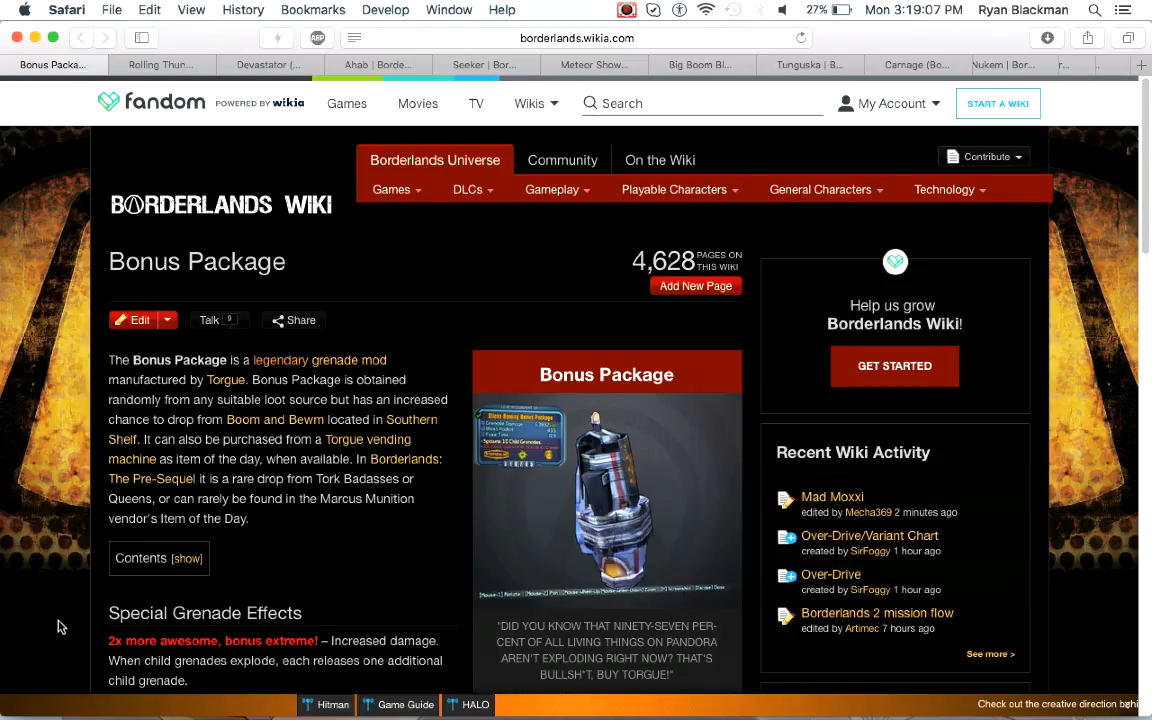 Safari File Edit View History Bookmarks Develop Window Help 27% Mon 3:19:07 PM Ryan Blackman
ABP borderlands.wikia.com
Bonus Packa... Rolling Thun... Devastator (... Ahab | Borde... Seeker | Bor... Meteor Show... Big Boom Bl... Tunguska | B... Carnage (Bo... Nukem | Bor...
fandom POWERED BY wikia Games Movies TV Wikis Search My Account START A WIKI
Borderlands Universe Community On the Wiki Contribute
Games DLCs Gameplay Playable Characters General Characters Technology
BORDERLANDS WIKI
Bonus Package
4,628 PAGES ON THIS WIKI
Add New Page
Edit Talk 9 Share
The Bonus Package is a legendary grenade mod
manufactured by Torgue. Bonus Package is obtained
randomly from any suitable loot source but has an increased
chance to drop from Boom and Bewm located in Southern
Shelf. It can also be purchased from a Torgue vending
machine as item of the day, when available. In Borderlands:
The Pre-Sequel it is a rare drop from Tork Badasses or
Queens, or can rarely be found in the Marcus Munition
vendor's Item of the Day.
Contents [show]
Special Grenade Effects
2x more awesome, bonus extreme! – Increased damage.
When child grenades explode, each releases one additional
child grenade.
Bonus Package
"DID YOU KNOW THAT NINETY-SEVEN PER-
CENT OF ALL LIVING THINGS ON PANDORA
AREN'T EXPLODING RIGHT NOW? THAT'S
BULLSH*T, BUY TORGUE!"
Help us grow
Borderlands Wiki!
GET STARTED
Recent Wiki Activity
Mad Moxxi
edited by Mecha369 2 minutes ago
Over-Drive/Variant Chart
created by SirFoggy 1 hour ago
Over-Drive
created by SirFoggy 1 hour ago
Borderlands 2 mission flow
edited by Artimec 7 hours ago
See more >
Hitman Game Guide HALO Check out the creative direction